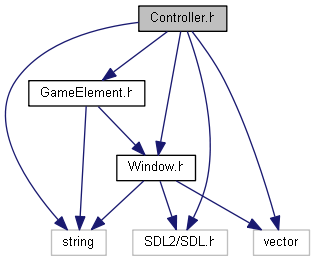 Controller.h
GameElement.h
Window.h
string
SDL2/SDL.h
vector